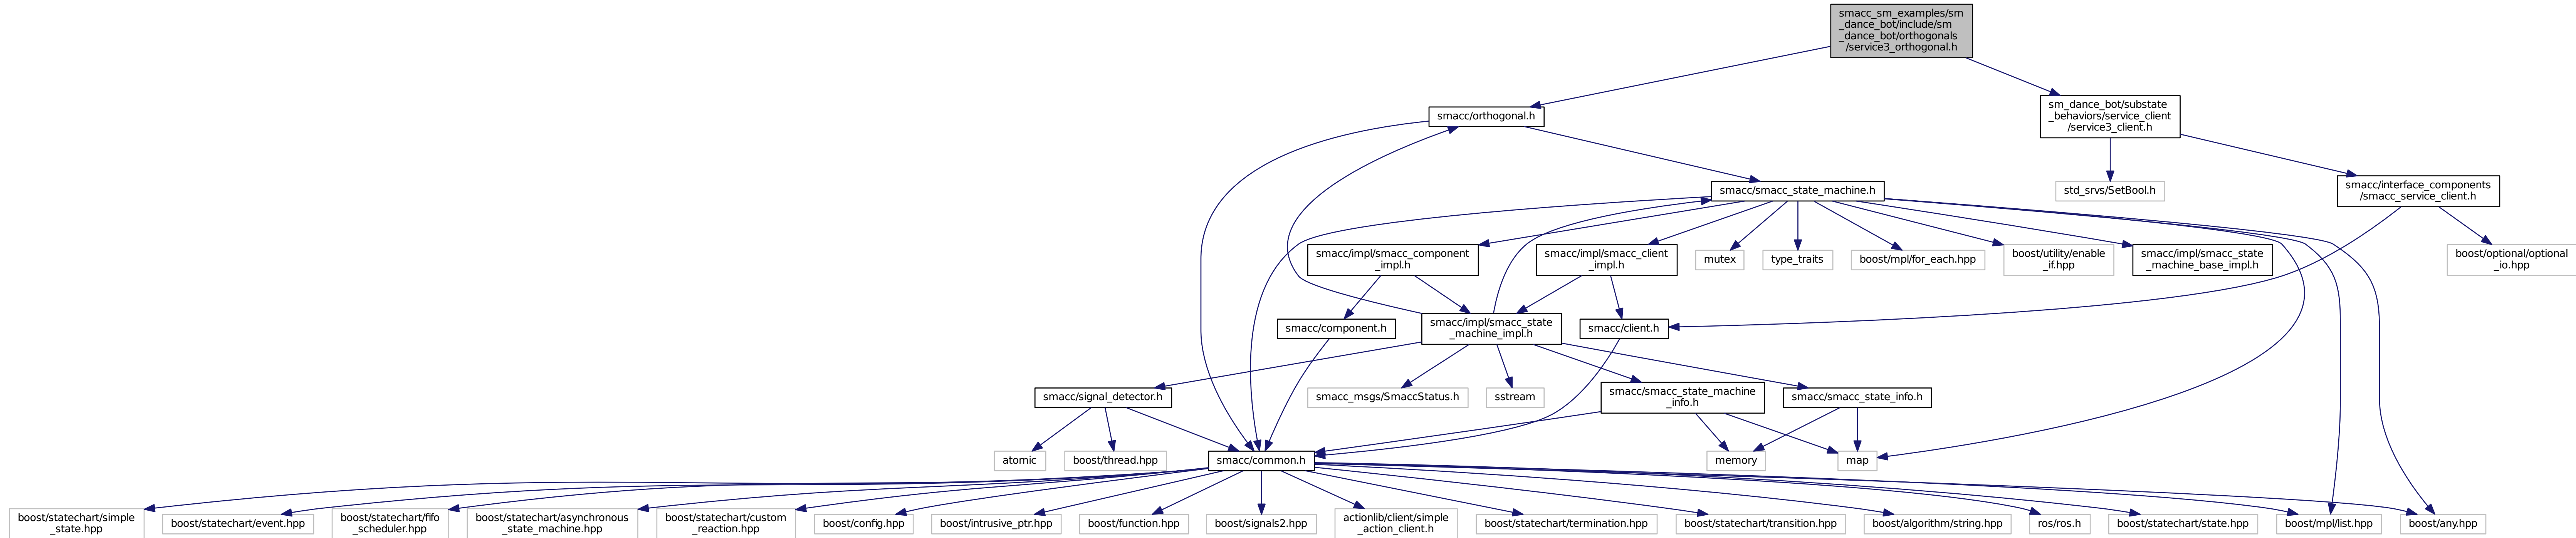 smacc_sm_examples/sm
_dance_bot/include/sm
_dance_bot/orthogonals
/service3_orthogonal.h
smacc/orthogonal.h
sm_dance_bot/substate
_behaviors/service_client
/service3_client.h
smacc/smacc_state_machine.h
std_srvs/SetBool.h
smacc/interface_components
/smacc_service_client.h
smacc/impl/smacc_component
_impl.h
smacc/impl/smacc_client
_impl.h
mutex
type_traits
boost/mpl/for_each.hpp
boost/utility/enable
_if.hpp
smacc/impl/smacc_state
_machine_base_impl.h
boost/optional/optional
_io.hpp
smacc/component.h
smacc/impl/smacc_state
_machine_impl.h
smacc/client.h
smacc/signal_detector.h
smacc_msgs/SmaccStatus.h
sstream
smacc/smacc_state_machine
_info.h
smacc/smacc_state_info.h
atomic
boost/thread.hpp
smacc/common.h
memory
map
boost/statechart/simple
_state.hpp
boost/statechart/event.hpp
boost/statechart/fifo
_scheduler.hpp
boost/statechart/asynchronous
_state_machine.hpp
boost/statechart/custom
_reaction.hpp
boost/config.hpp
boost/intrusive_ptr.hpp
boost/function.hpp
boost/signals2.hpp
actionlib/client/simple
_action_client.h
boost/statechart/termination.hpp
boost/statechart/transition.hpp
boost/algorithm/string.hpp
ros/ros.h
boost/statechart/state.hpp
boost/mpl/list.hpp
boost/any.hpp